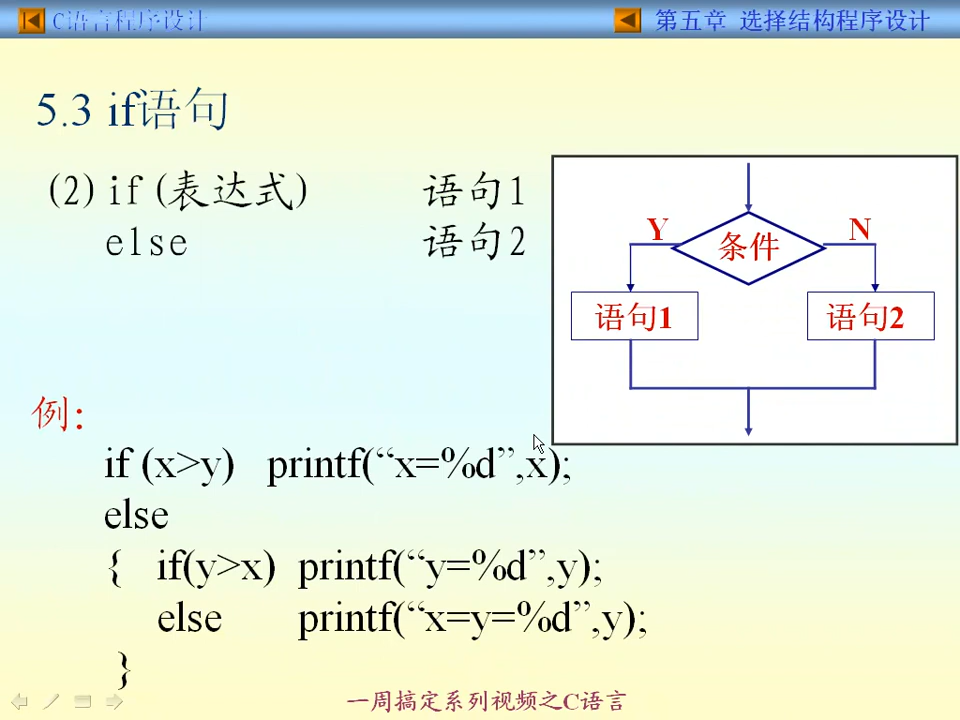 C语言程序设计
第五章 选择结构程序设计
5.3 if语句
(2) if (表达式) 语句1
else 语句2
条件
Y
N
语句1
语句2
例:
if (x>y) printf(“x=%d”,x);
else
{ if(y>x) printf(“y=%d”,y);
else printf(“x=y=%d”,y);
}
一周搞定系列视频之C语言